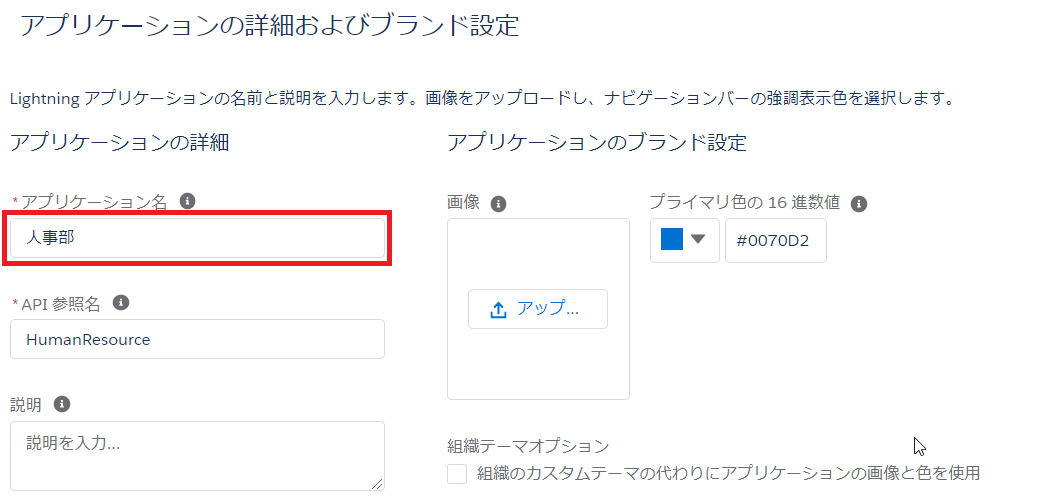 アプリケーションの詳細およびブランド設定
Lightning アプリケーションの名前と説明を入力します。画像をアップロードし、ナビゲーションバーの強調表示色を選択します。
アプリケーションの詳細
*アプリケーション名
人事部
*API 参照名
HumanResource
説明
説明を入力...
アプリケーションのブランド設定
画像
アップ...
プライマリ色の 16 進数値
#0070D2
組織テーマオプション
組織のカスタムテーマの代わりにアプリケーションの画像と色を使用